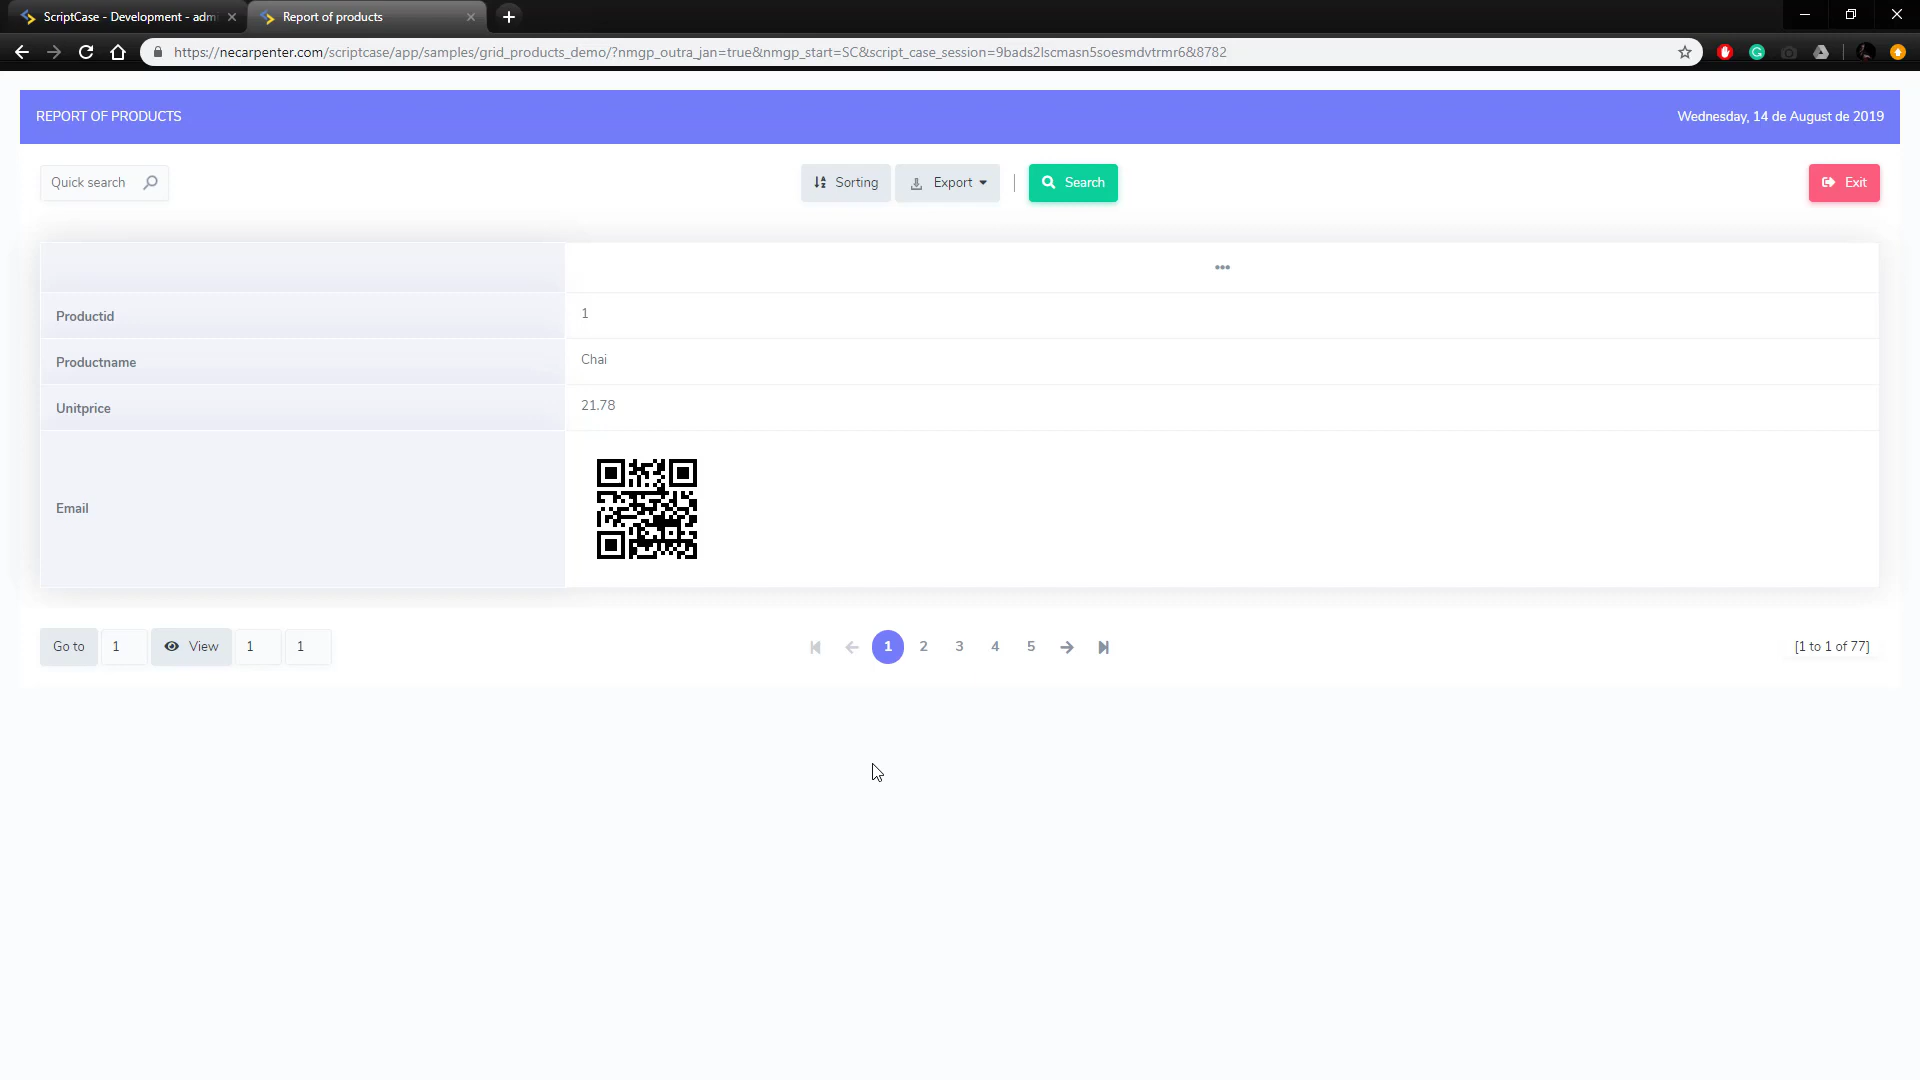 ScriptCase - Development - adm
Report of products
https://necarpenter.com/scriptcase/app/samples/grid_products_demo/?nmgp_outra_jan=true&nmgp_start=SC&script_case_session=9bads2lscmasn5soesmdvtrmr6&8782
REPORT OF PRODUCTS
Wednesday, 14 de August de 2019
Quick search
Sorting
Export
Search
Exit
Productid
1
Productname
Chai
Unitprice
21.78
Email
Go to
1
View
1
1
1
2
3
4
5
[1 to 1 of 77]